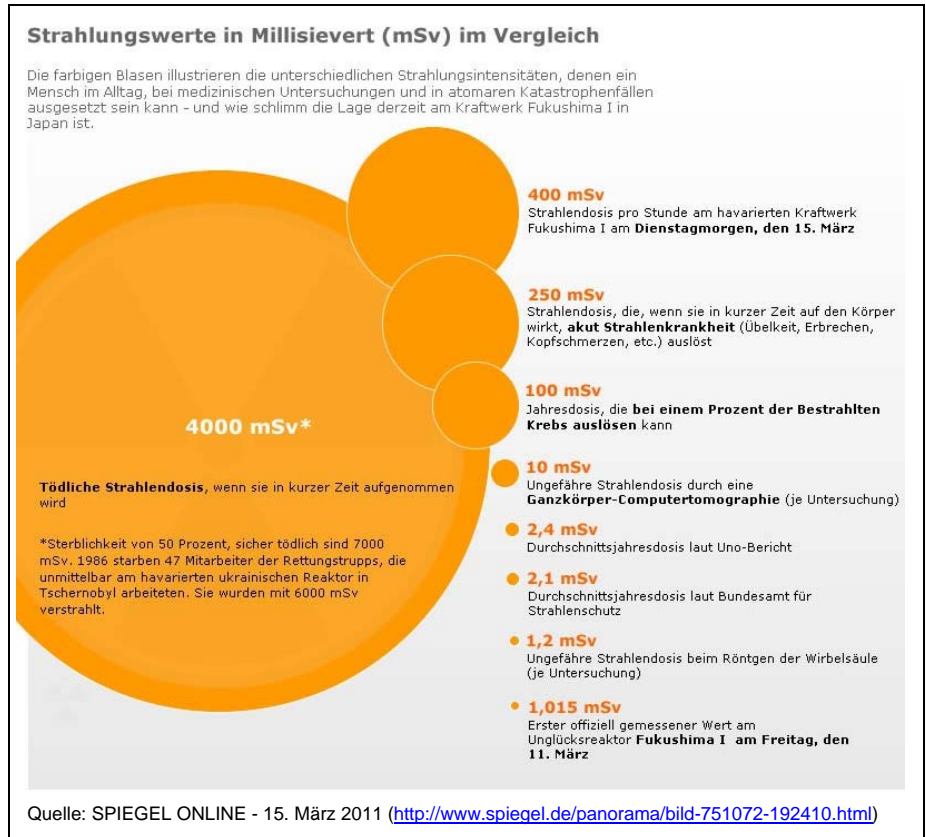 Strahlungswerte in Millisievert (mSv) im Vergleich
Die farbigen Blasen illustrieren die unterschiedlichen Strahlungsintensitäten, denen ein
Mensch im Alltag, bei medizinischen Untersuchungen und in atomaren Katastrophenfällen
ausgesetzt sein kann - und wie schlimm die Lage derzeit am Kraftwerk Fukushima I in
Japan ist.
400 mSv
Strahlendosis pro Stunde am havarierten Kraftwerk
Fukushima I am Dienstagmorgen, den 15. März
250 mSv
Strahlendosis, die, wenn sie in kurzer Zeit auf den Körper
wirkt, akut Strahlenkrankheit (Übelkeit, Erbrechen,
Kopfschmerzen, etc.) auslöst
100 mSv
Jahresdosis, die bei einem Prozent der Bestrahlten
Krebs auslösen kann
4000 mSv*
Tödliche Strahlendosis, wenn sie in kurzer Zeit aufgenommen
wird
*Sterblichkeit von 50 Prozent, sicher tödlich sind 7000
mSv. 1986 starben 47 Mitarbeiter der Rettungstrupps, die
unmittelbar am havarierten ukrainischen Reaktor in
Tschernobyl arbeiteten. Sie wurden mit 6000 mSv
verstrahlt.
10 mSv
Ungefähre Strahlendosis durch eine
Ganzkörper-Computertomographie (je Untersuchung)
2,4 mSv
Durchschnittsjahresdosis laut Uno-Bericht
2,1 mSv
Durchschnittsjahresdosis laut Bundesamt für
Strahlenschutz
1,2 mSv
Ungefähre Strahlendosis beim Röntgen der Wirbelsäule
(je Untersuchung)
1,015 mSv
Erster offiziell gemessener Wert am
Unglücksreaktor Fukushima I am Freitag, den
11. März
Quelle: SPIEGEL ONLINE - 15. März 2011 (http://www.spiegel.de/panorama/bild-751072-192410.html)